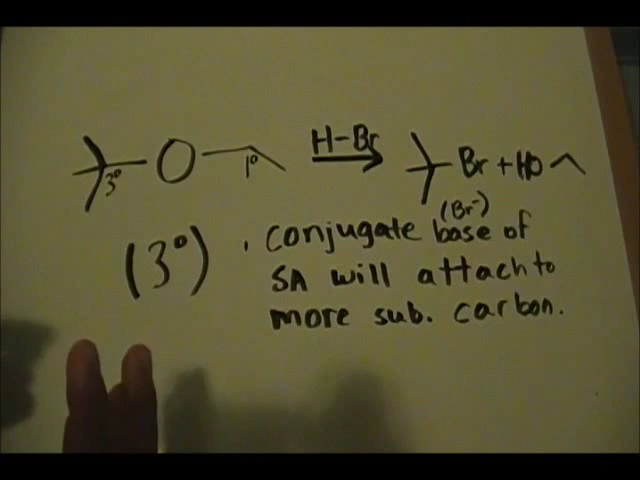 H-Br
O Br + HO
3° 1°
(Br⁻)
(3°) . conjugate base of
SA will attach to
more sub. carbon.